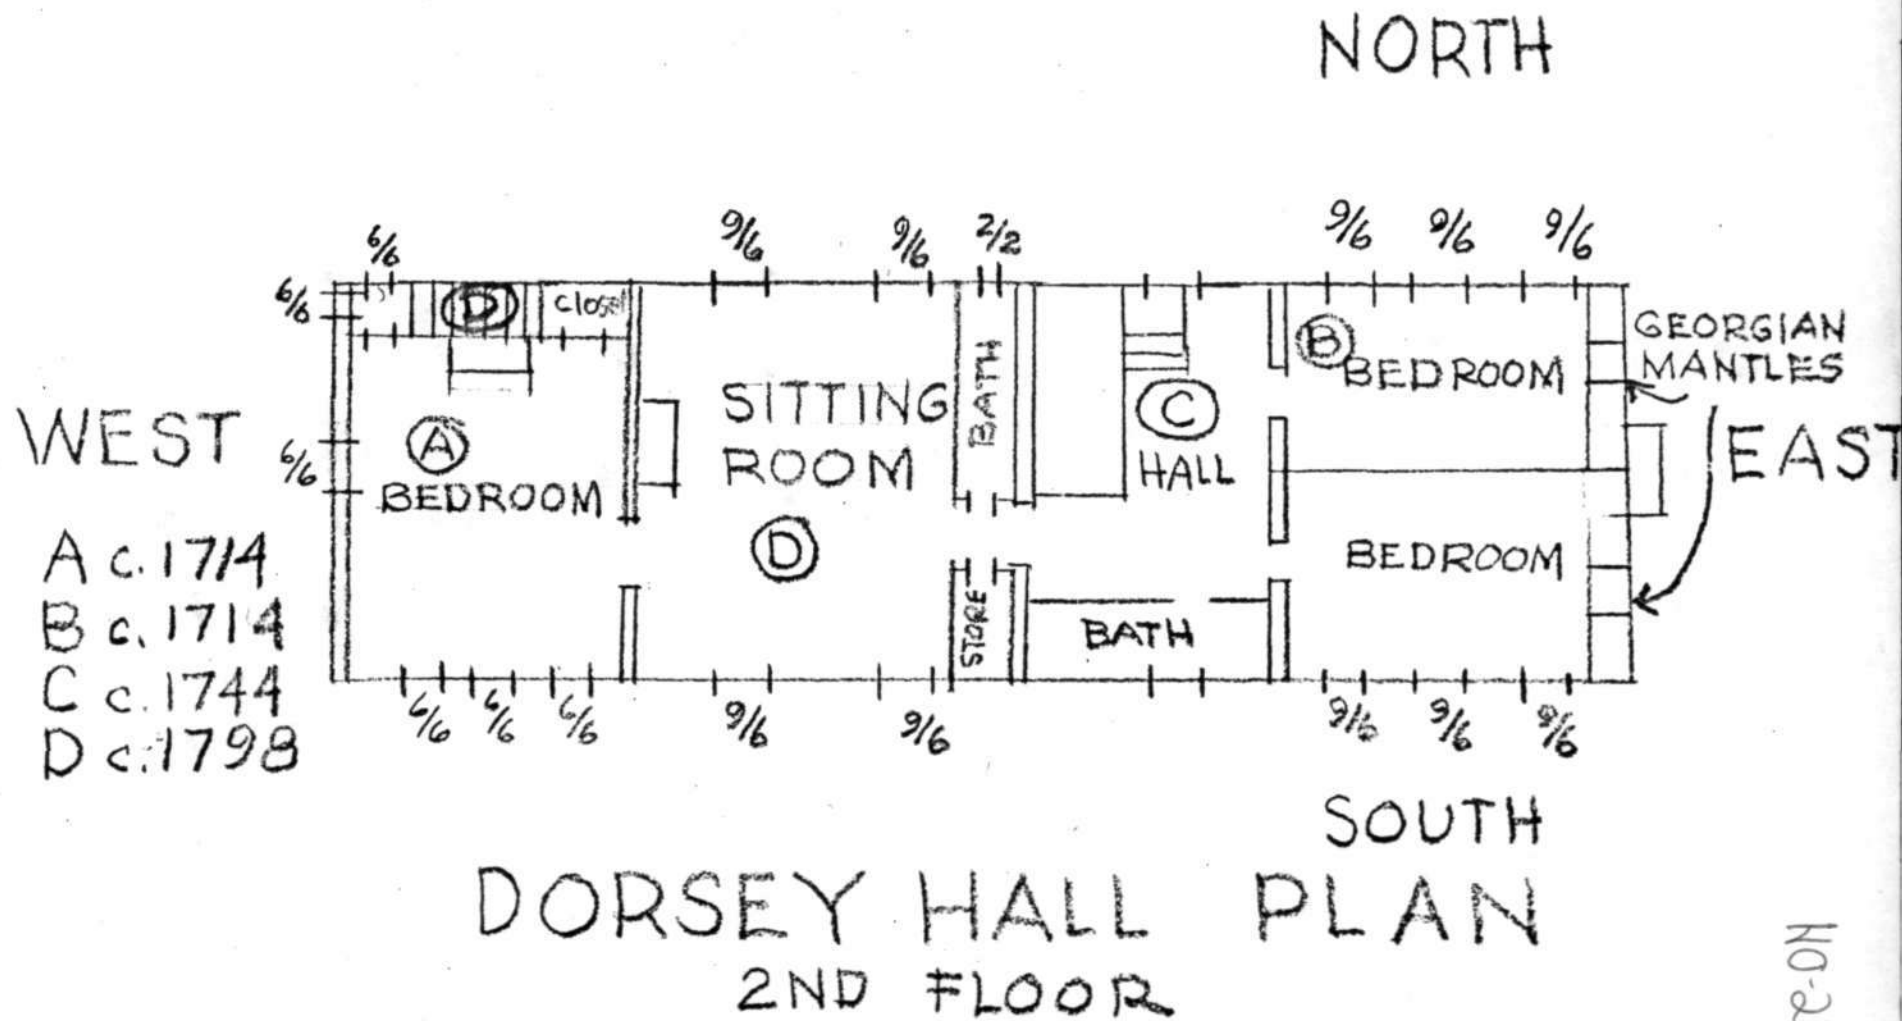 NORTH
6/6
9/6
9/6
2/2
9/6
9/6
9/6
6/6
D
CLOSET
B
BEDROOM
GEORGIAN
MANTLES
WEST
6/6
A
BEDROOM
SITTING
ROOM
D
BATH
C
HALL
EAST
BEDROOM
STORE
BATH
A c. 1714
B c. 1714
C c. 1744
D c. 1798
6/6
6/6
6/6
9/6
9/6
9/6
9/6
9/6
SOUTH
DORSEY HALL PLAN
2ND FLOOR
HO-2